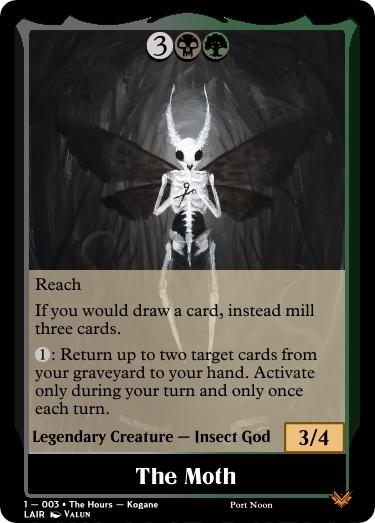 3
Reach
If you would draw a card, instead mill
three cards.
1: Return up to two target cards from
your graveyard to your hand. Activate
only during your turn and only once
each turn.
Legendary Creature — Insect God
3/4
The Moth
1 — 003 • The Hours — Kogane
Port Noon
LAIR Valun